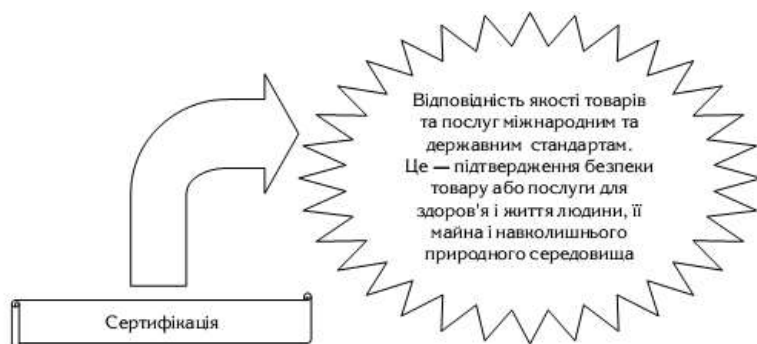 Відповідність якості товарів
та послуг міжнародним та
державним стандартам.
Це — підтвердження безпеки
товару або послуги для
здоров'я і життя людини, її
майна і навколишнього
природного середовища
Сертифікація